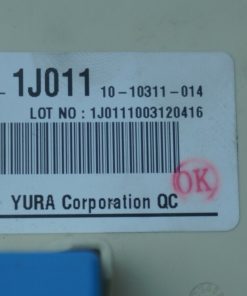 1J011 10-10311-014
LOT NO : 1J0111003120416
OK
YURA Corporation QC